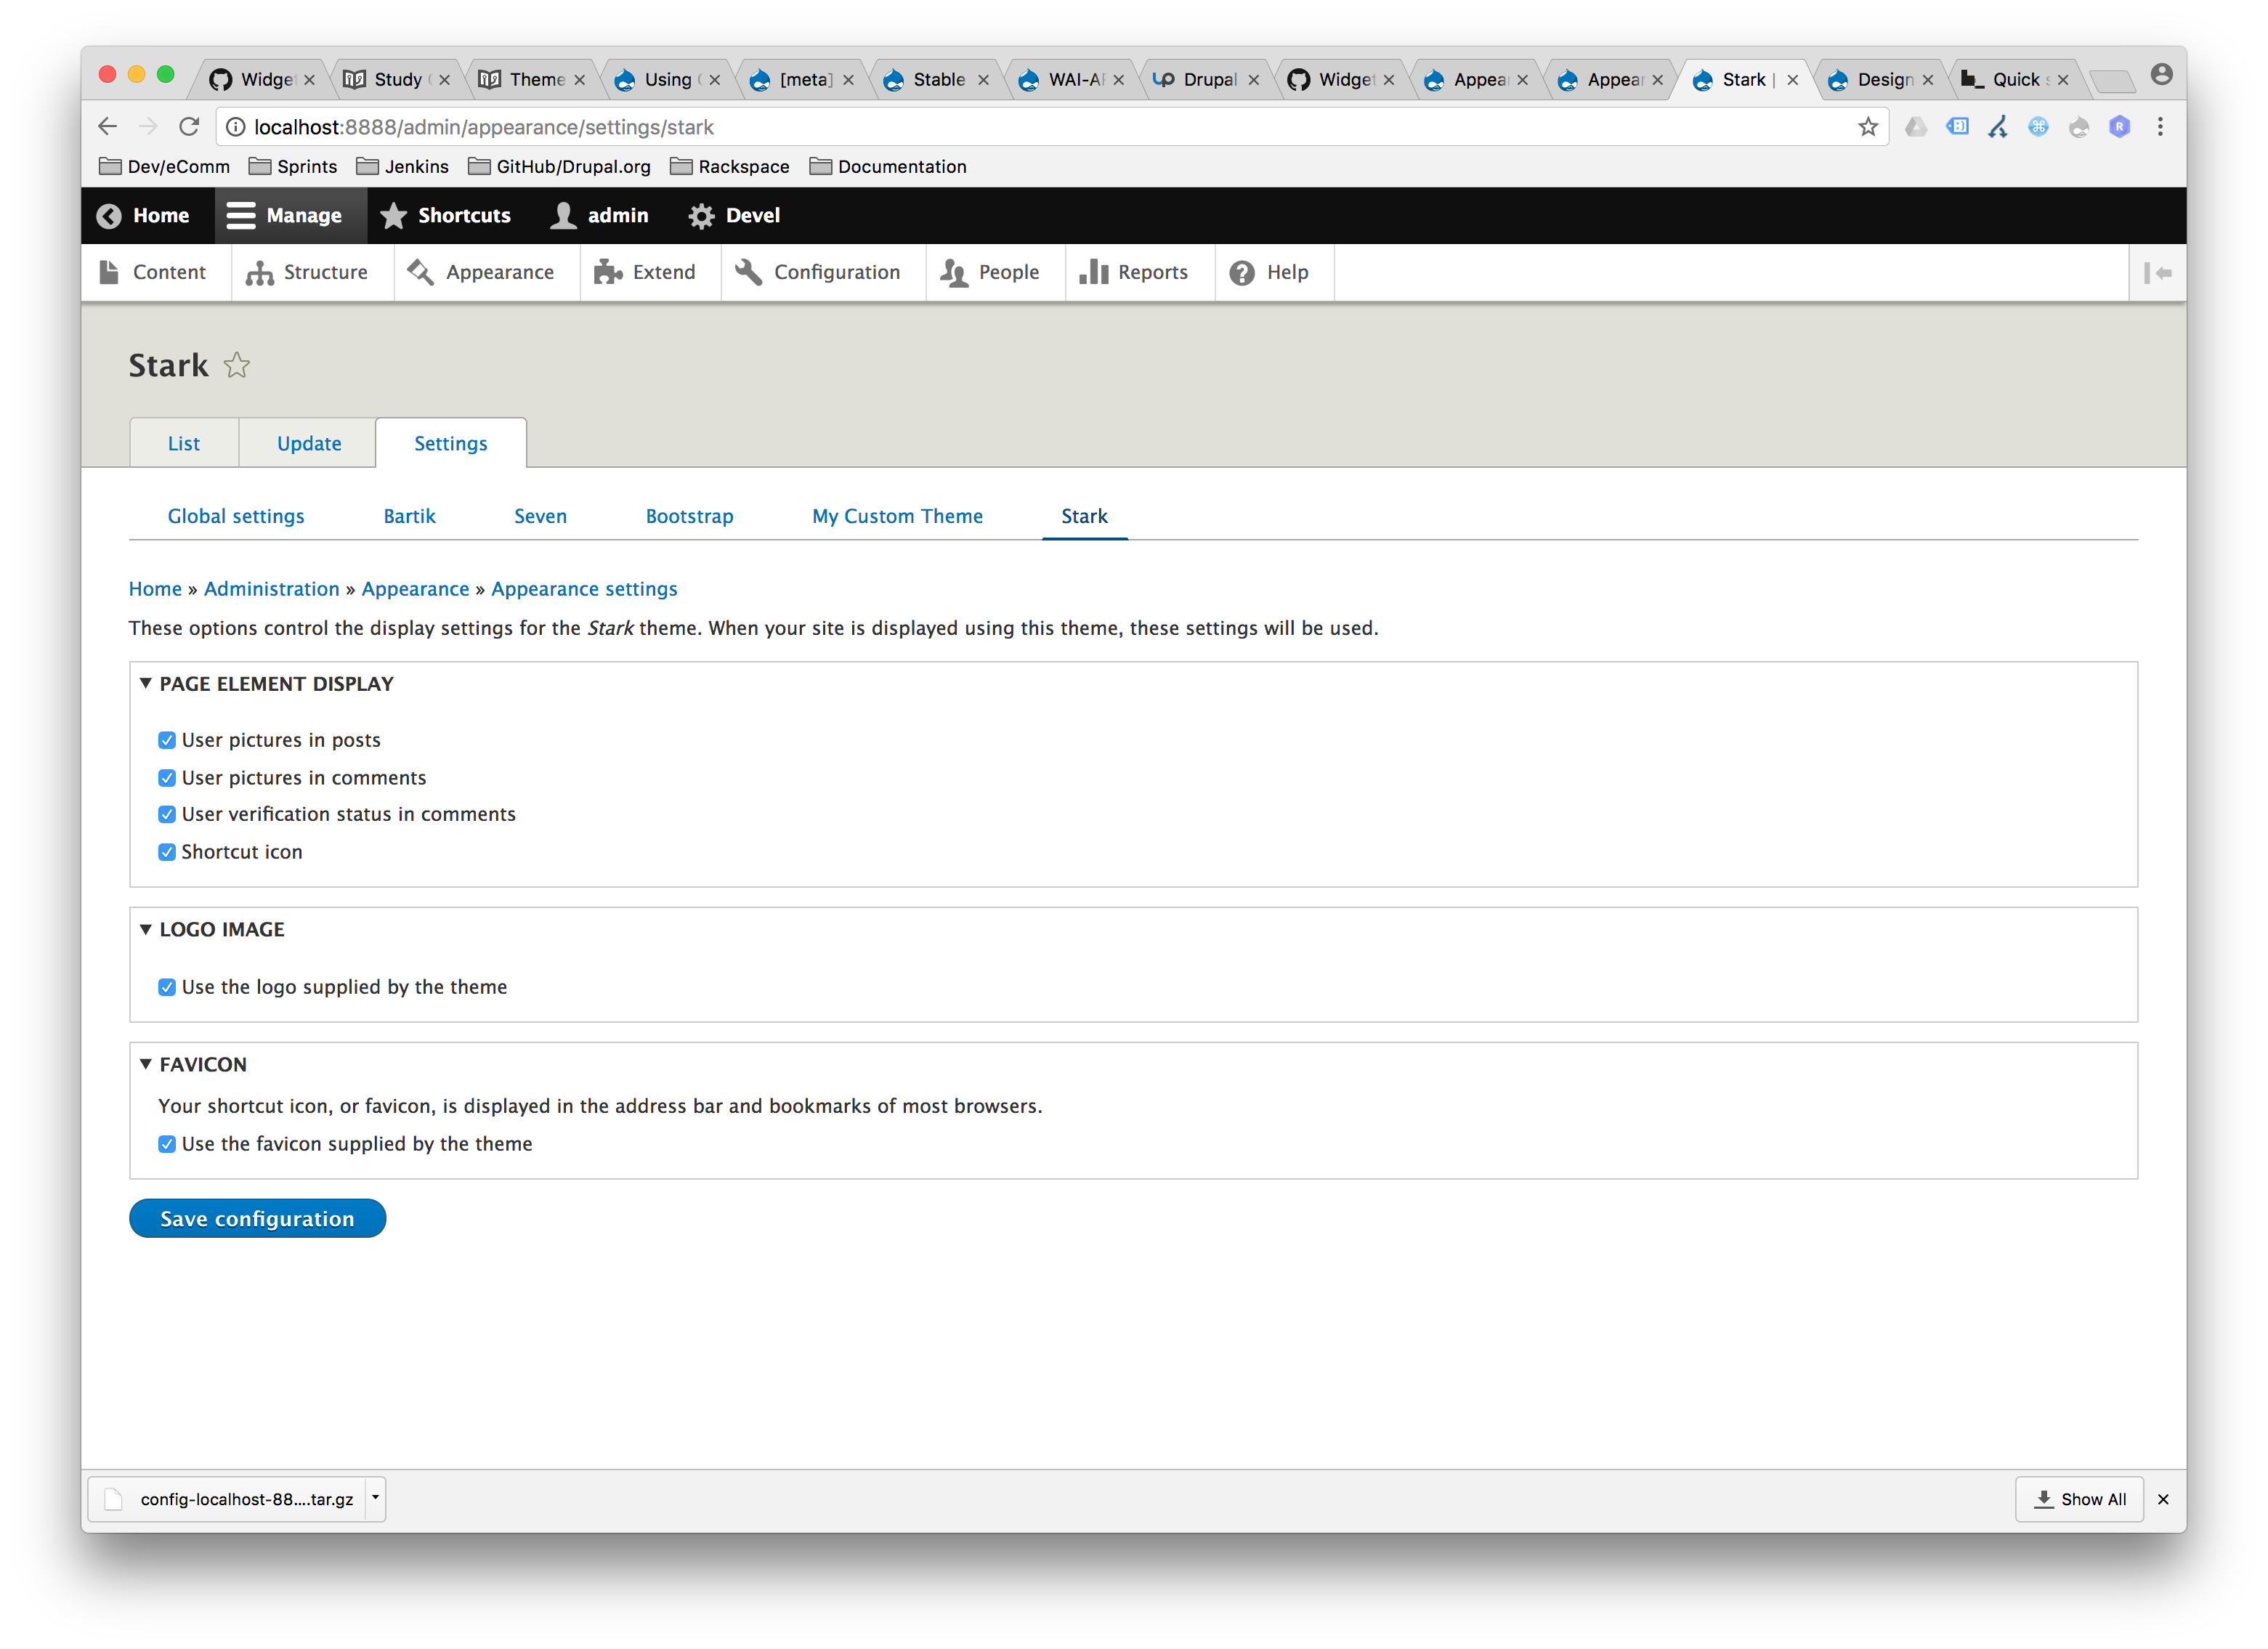 Widge Study Theme Using [meta] Stable WAI-A Drupal Widge Appea Appea Stark | Design Quick
localhost:8888/admin/appearance/settings/stark
Dev/eComm Sprints Jenkins GitHub/Drupal.org Rackspace Documentation
Home Manage Shortcuts admin Devel
Content Structure Appearance Extend Configuration People Reports Help
Stark
List Update Settings
Global settings Bartik Seven Bootstrap My Custom Theme Stark
Home » Administration » Appearance » Appearance settings
These options control the display settings for the Stark theme. When your site is displayed using this theme, these settings will be used.
PAGE ELEMENT DISPLAY
User pictures in posts
User pictures in comments
User verification status in comments
Shortcut icon
LOGO IMAGE
Use the logo supplied by the theme
FAVICON
Your shortcut icon, or favicon, is displayed in the address bar and bookmarks of most browsers.
Use the favicon supplied by the theme
Save configuration
config-localhost-88....tar.gz Show All